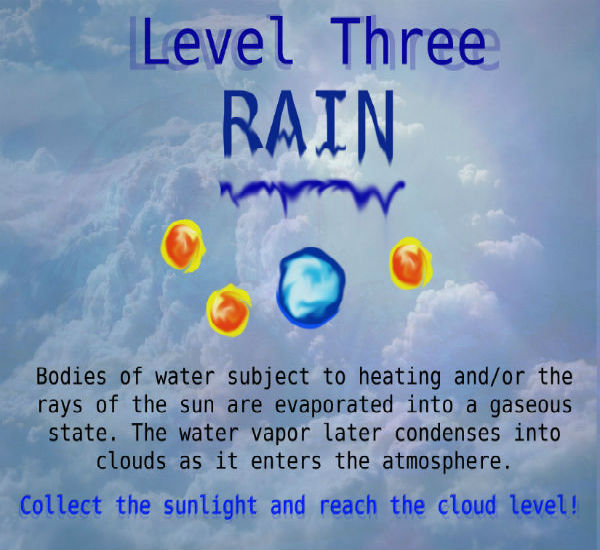 Level Three
RAIN
Bodies of water subject to heating and/or the
rays of the sun are evaporated into a gaseous
state. The water vapor later condenses into
clouds as it enters the atmosphere.
Collect the sunlight and reach the cloud level!